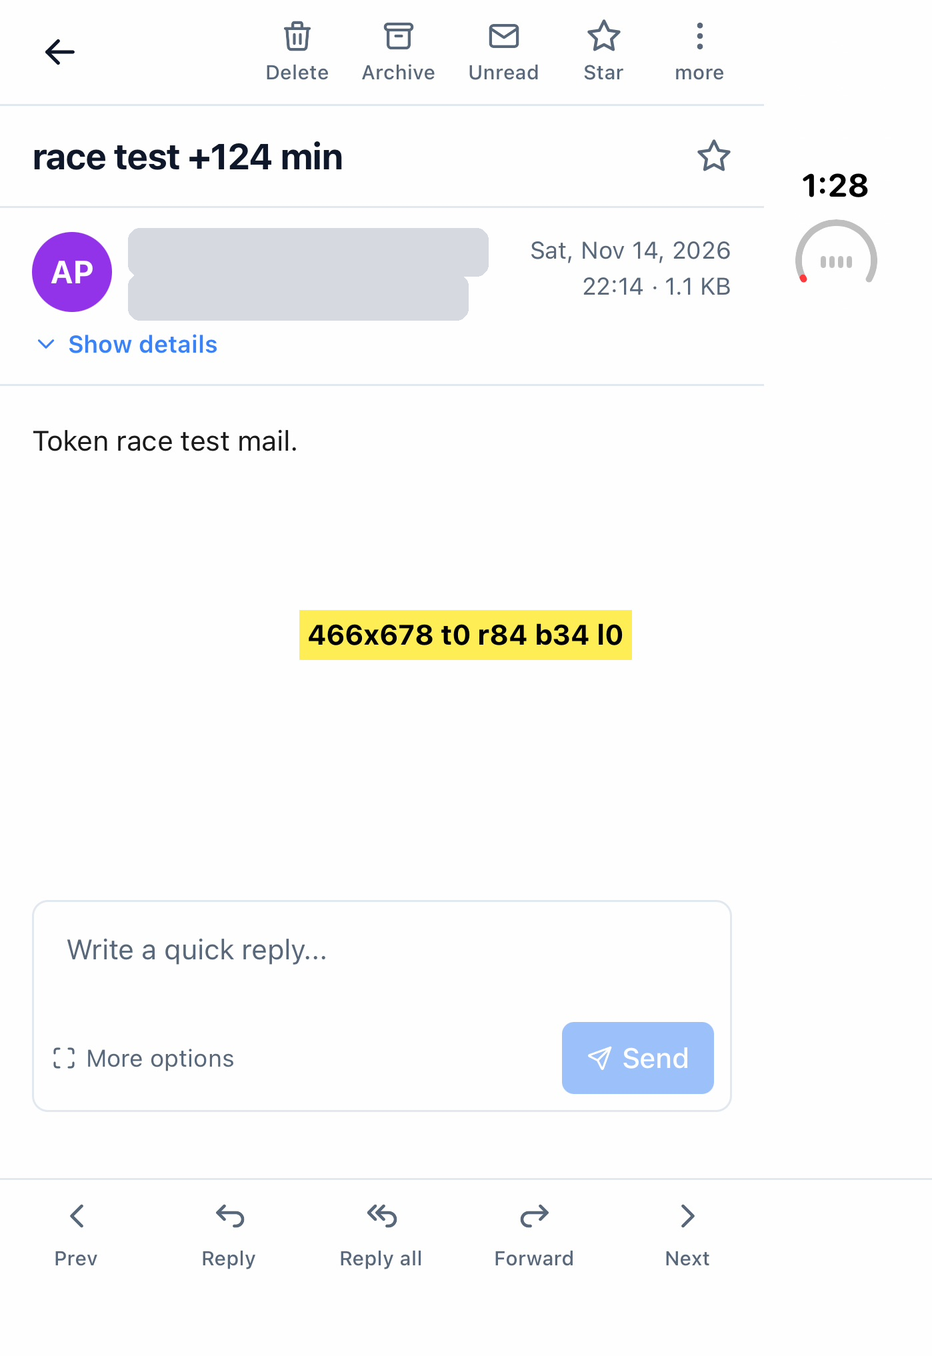 Delete Archive Unread Star more
race test +124 min
1:28
AP
Sat, Nov 14, 2026
22:14 · 1.1 KB
Show details
Token race test mail.
466x678 t0 r84 b34 l0
Write a quick reply...
More options
Send
Prev Reply Reply all Forward Next